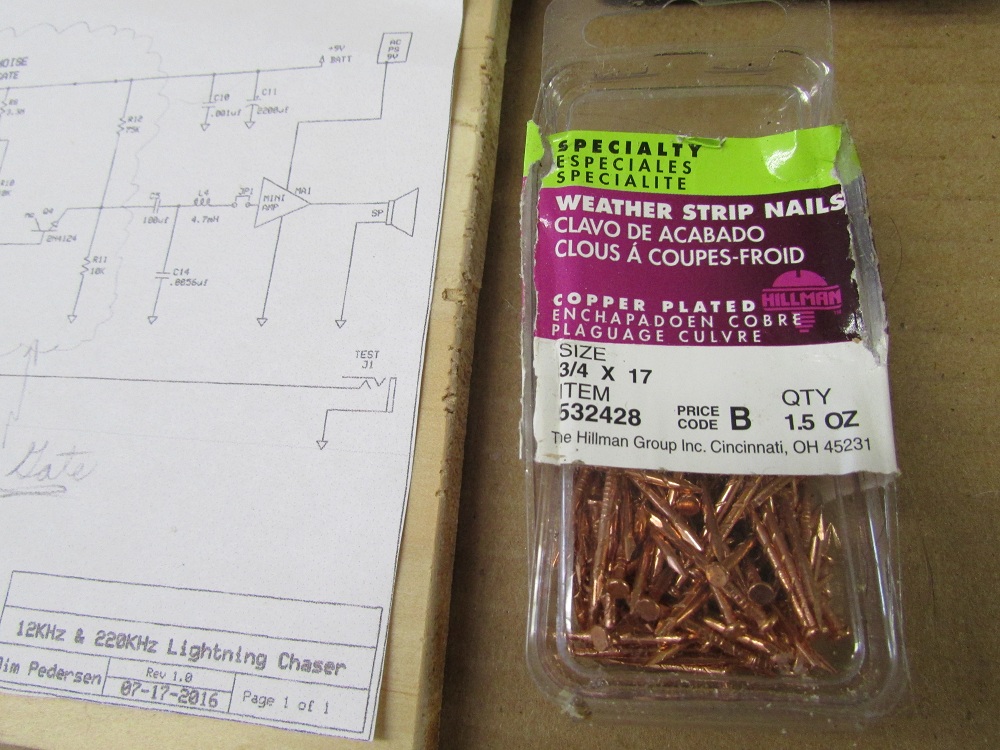 +9V
BATT
AC
PS
9V
C10
.001uf
C11
2200uf
R12
75K
MA1
MINI
AMP
SP
L4
4.7mH
JP1
100uf
Q4
2N4124
R11
10K
C14
.0056uf
TEST
J1
Gate
12KHz & 220KHz Lightning Chaser
Jim Pedersen
Rev 1.0
07-17-2016
Page 1 of 1
SPECIALTY
ESPECIALES
SPECIALITE
WEATHER STRIP NAILS
CLAVO DE ACABADO
CLOUS Á COUPES-FROID
HILLMAN
COPPER PLATED
ENCHAPADOEN COBRE
PLAGUAGE CULVRE
SIZE
3/4 X 17
ITEM
532428
PRICE
CODE B
QTY
1.5 OZ
The Hillman Group Inc. Cincinnati, OH 45231